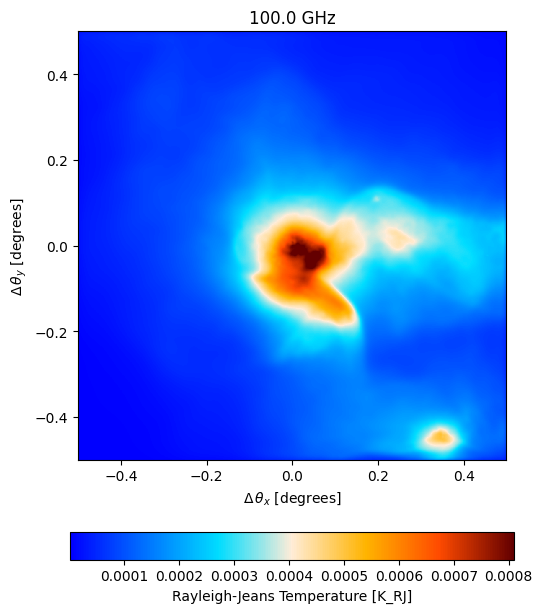 100.0 GHz
0.4
0.2
0.0
−0.2
−0.4
Δθy [degrees]
−0.4 −0.2 0.0 0.2 0.4
Δθx [degrees]
0.0001 0.0002 0.0003 0.0004 0.0005 0.0006 0.0007 0.0008
Rayleigh-Jeans Temperature [K_RJ]